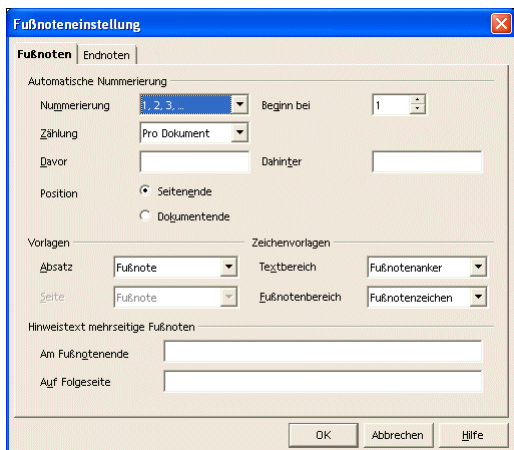 Fußnoteneinstellung
Fußnoten Endnoten
Automatische Nummerierung
Nummerierung 1, 2, 3, ... Beginn bei 1
Zählung Pro Dokument
Davor Dahinter
Position Seitenende
Dokumentende
Vorlagen Zeichenvorlagen
Absatz Fußnote Textbereich Fußnotenanker
Seite Fußnote Fußnotenbereich Fußnotenzeichen
Hinweistext mehrseitige Fußnoten
Am Fußnotenende
Auf Folgeseite
OK Abbrechen Hilfe